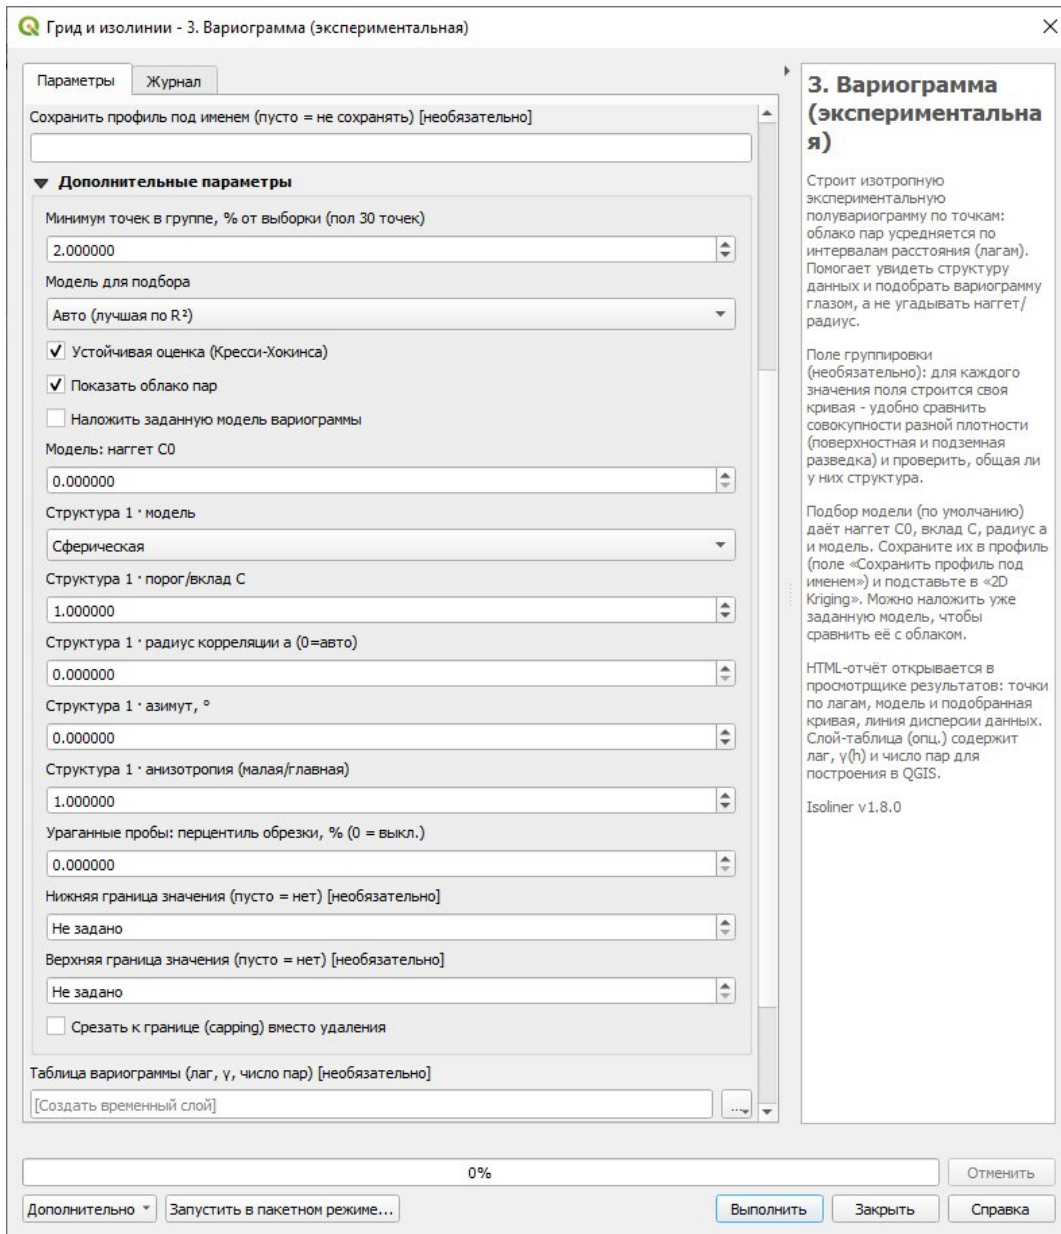 Грид и изолинии - 3. Вариограмма (экспериментальная)
Параметры
Журнал
Сохранить профиль под именем (пусто = не сохранять) [необязательно]
Дополнительные параметры
Минимум точек в группе, % от выборки (пол 30 точек)
2.000000
Модель для подбора
Авто (лучшая по R²)
Устойчивая оценка (Кресси-Хокинса)
Показать облако пар
Наложить заданную модель вариограммы
Модель: наггет C0
0.000000
Структура 1 · модель
Сферическая
Структура 1 · порог/вклад C
1.000000
Структура 1 · радиус корреляции a (0=авто)
0.000000
Структура 1 · азимут, °
0.000000
Структура 1 · анизотропия (малая/главная)
1.000000
Ураганные пробы: перцентиль обрезки, % (0 = выкл.)
0.000000
Нижняя граница значения (пусто = нет) [необязательно]
Не задано
Верхняя граница значения (пусто = нет) [необязательно]
Не задано
Срезать к границе (capping) вместо удаления
Таблица вариограммы (лаг, γ, число пар) [необязательно]
[Создать временный слой]
...
3. Вариограмма
(экспериментальна
я)
Строит изотропную
экспериментальную
полувариограмму по точкам:
облако пар усредняется по
интервалам расстояния (лагам).
Помогает увидеть структуру
данных и подобрать вариограмму
глазом, а не угадывать наггет/
радиус.
Поле группировки
(необязательно): для каждого
значения поля строится своя
кривая - удобно сравнить
совокупности разной плотности
(поверхностная и подземная
разведка) и проверить, общая ли
у них структура.
Подбор модели (по умолчанию)
даёт наггет C0, вклад C, радиус a
и модель. Сохраните их в профиль
(поле «Сохранить профиль под
именем») и подставьте в «2D
Kriging». Можно наложить уже
заданную модель, чтобы
сравнить её с облаком.
HTML-отчёт открывается в
просмотрщике результатов: точки
по лагам, модель и подобранная
кривая, линия дисперсии данных.
Слой-таблица (опц.) содержит
лаг, γ(h) и число пар для
построения в QGIS.
Isoliner v1.8.0
0%
Отменить
Дополнительно
Запустить в пакетном режиме...
Выполнить
Закрыть
Справка